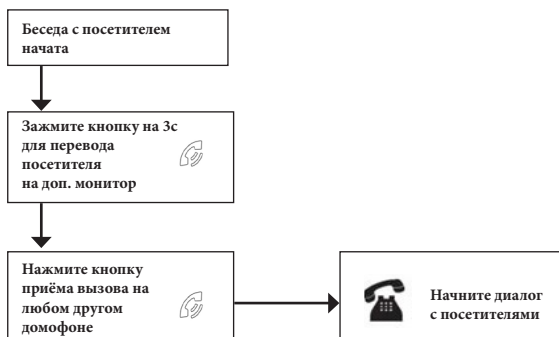 Беседа с посетителем
начата
Зажмите кнопку на 3с
для перевода
посетителя
на доп. монитор
Нажмите кнопку
приёма вызова на
любом другом
домофоне
Начните диалог
с посетителями